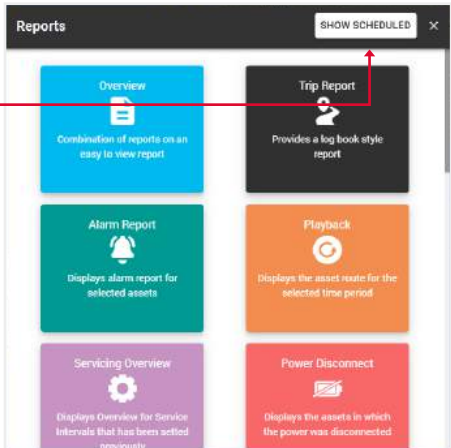 Reports
SHOW SCHEDULED
Overview
Combination of reports on an
easy to view report
Trip Report
Provides a log book style
report
Alarm Report
Displays alarm report for
selected assets
Playback
Displays the asset route for the
selected time period
Servicing Overview
Displays Overview for Service
Intervals that has been setted
previously
Power Disconnect
Displays the assets in which
the power was disconnected